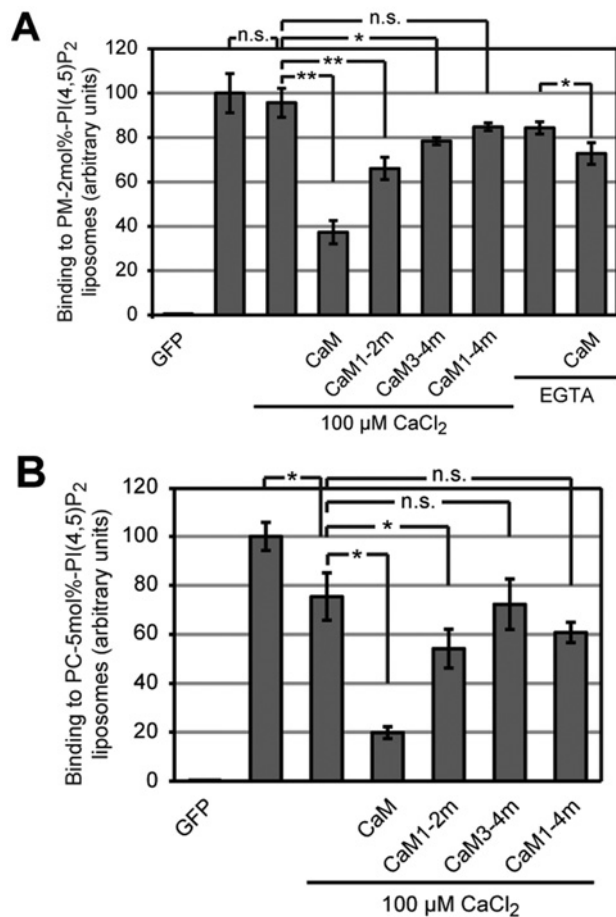 A
n.s.
n.s.
*
**
**
*
120
100
80
60
40
20
0
Binding to PM-2mol%-PI(4,5)P2
liposomes (arbitrary units)
GFP
CaM
CaM1-2m
CaM3-4m
CaM1-4m
CaM
EGTA
100 µM CaCl2
B
n.s.
*
n.s.
*
*
120
100
80
60
40
20
0
Binding to PC-5mol%-PI(4,5)P2
liposomes (arbitrary units)
GFP
CaM
CaM1-2m
CaM3-4m
CaM1-4m
100 µM CaCl2